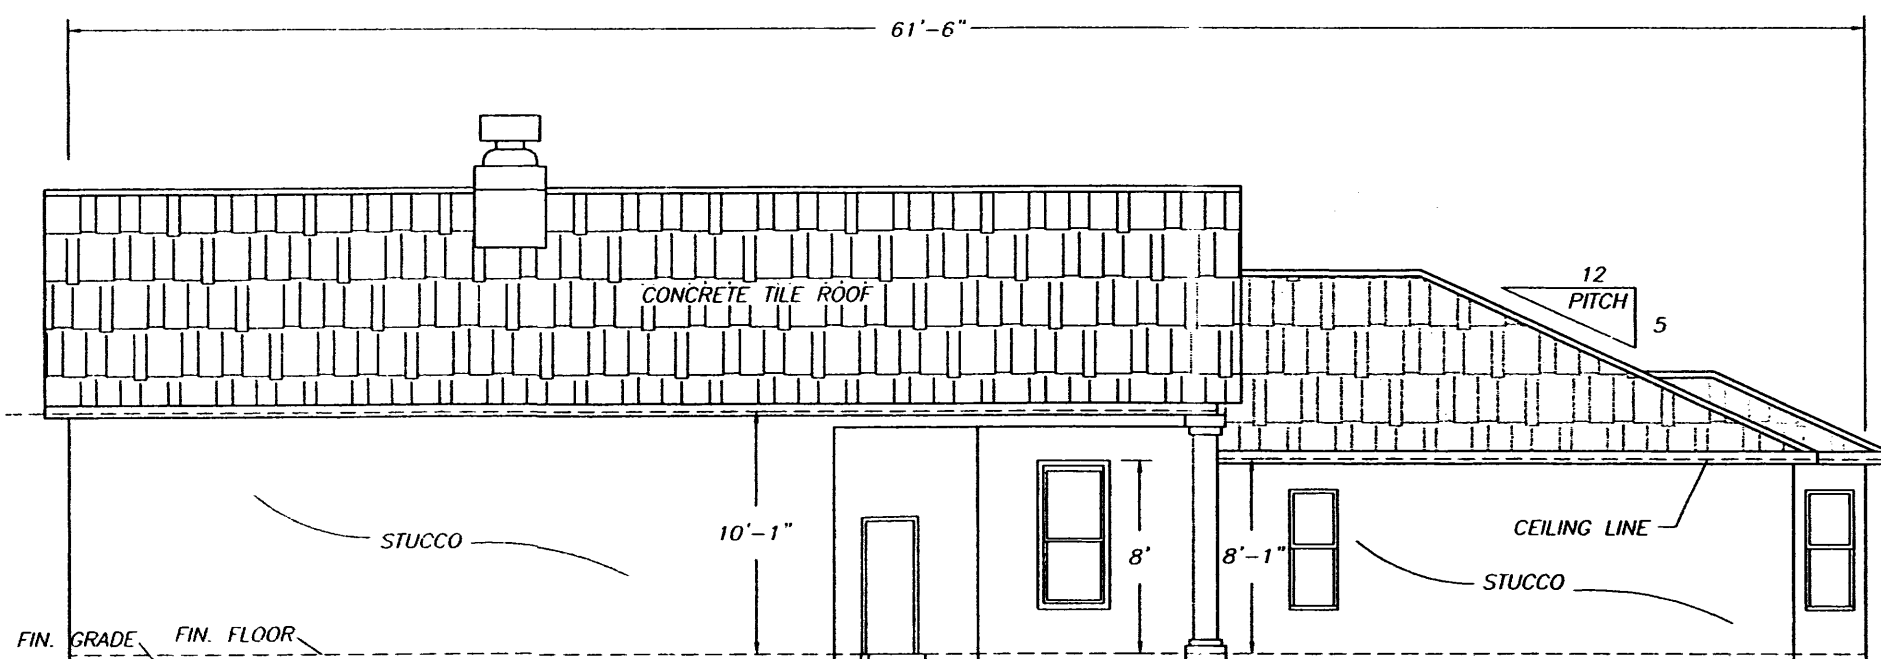 61'-6"
12
PITCH
5
CONCRETE TILE ROOF
10'-1"
8'
8'-1"
CEILING LINE
STUCCO
STUCCO
FIN. GRADE
FIN. FLOOR